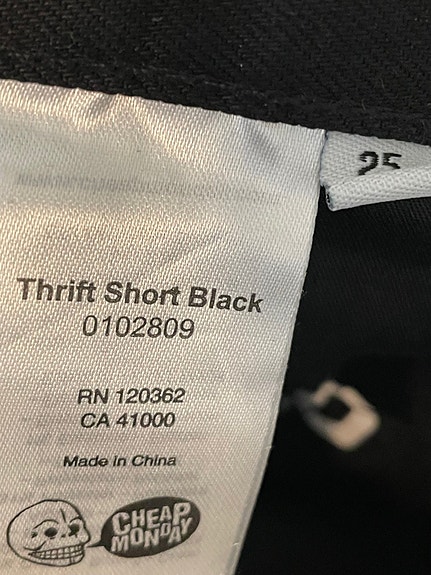 25
Thrift Short Black
0102809
RN 120362
CA 41000
Made in China
CHEAP
MONDAY